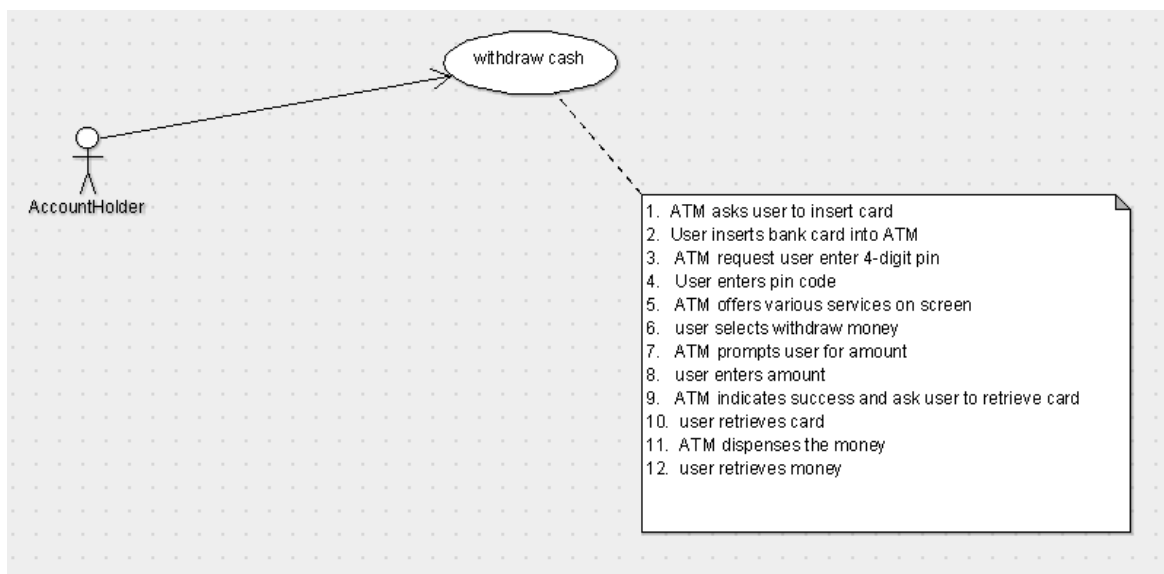 withdraw cash
AccountHolder
1. ATM asks user to insert card
2. User inserts bank card into ATM
3. ATM request user enter 4-digit pin
4. User enters pin code
5. ATM offers various services on screen
6. user selects withdraw money
7. ATM prompts user for amount
8. user enters amount
9. ATM indicates success and ask user to retrieve card
10. user retrieves card
11. ATM dispenses the money
12. user retrieves money